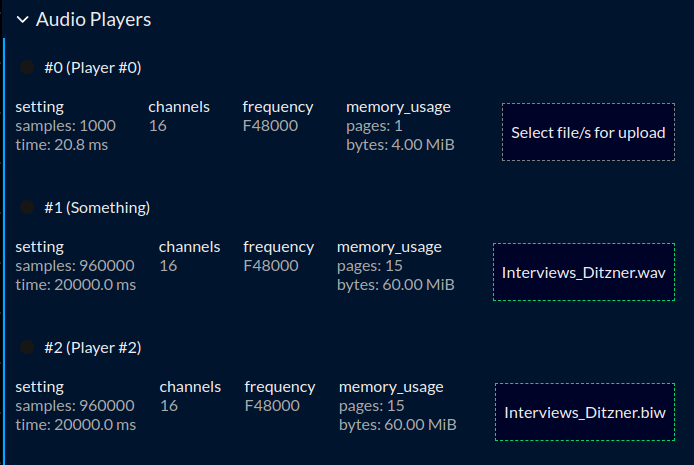 Audio Players
#0 (Player #0)
setting channels frequency memory_usage
samples: 1000 16 F48000 pages: 1
time: 20.8 ms bytes: 4.00 MiB
Select file/s for upload
#1 (Something)
setting channels frequency memory_usage
samples: 960000 16 F48000 pages: 15
time: 20000.0 ms bytes: 60.00 MiB
Interviews_Ditzner.wav
#2 (Player #2)
setting channels frequency memory_usage
samples: 960000 16 F48000 pages: 15
time: 20000.0 ms bytes: 60.00 MiB
Interviews_Ditzner.biw